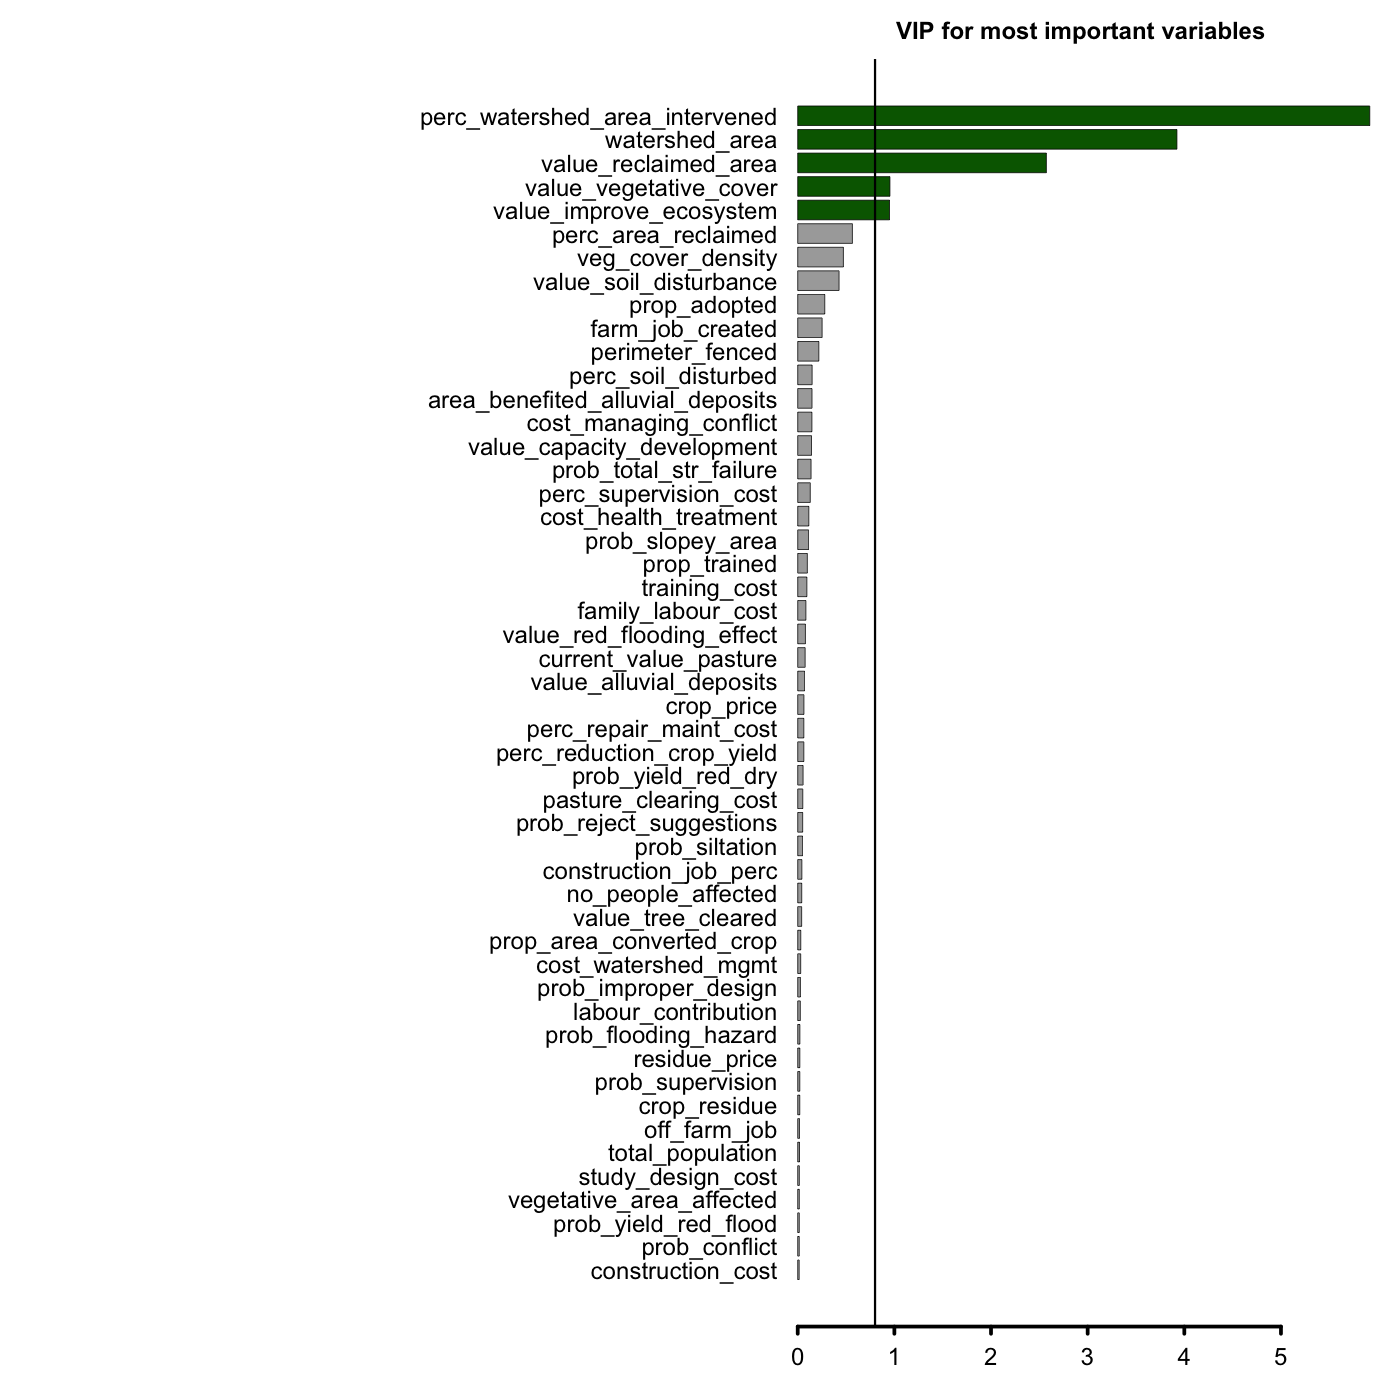 VIP for most important variables
perc_watershed_area_intervened
watershed_area
value_reclaimed_area
value_vegetative_cover
value_improve_ecosystem
perc_area_reclaimed
veg_cover_density
value_soil_disturbance
prop_adopted
farm_job_created
perimeter_fenced
perc_soil_disturbed
area_benefited_alluvial_deposits
cost_managing_conflict
value_capacity_development
prob_total_str_failure
perc_supervision_cost
cost_health_treatment
prob_slopey_area
prop_trained
training_cost
family_labour_cost
value_red_flooding_effect
current_value_pasture
value_alluvial_deposits
crop_price
perc_repair_maint_cost
perc_reduction_crop_yield
prob_yield_red_dry
pasture_clearing_cost
prob_reject_suggestions
prob_siltation
construction_job_perc
no_people_affected
value_tree_cleared
prop_area_converted_crop
cost_watershed_mgmt
prob_improper_design
labour_contribution
prob_flooding_hazard
residue_price
prob_supervision
crop_residue
off_farm_job
total_population
study_design_cost
vegetative_area_affected
prob_yield_red_flood
prob_conflict
construction_cost
0 1 2 3 4 5